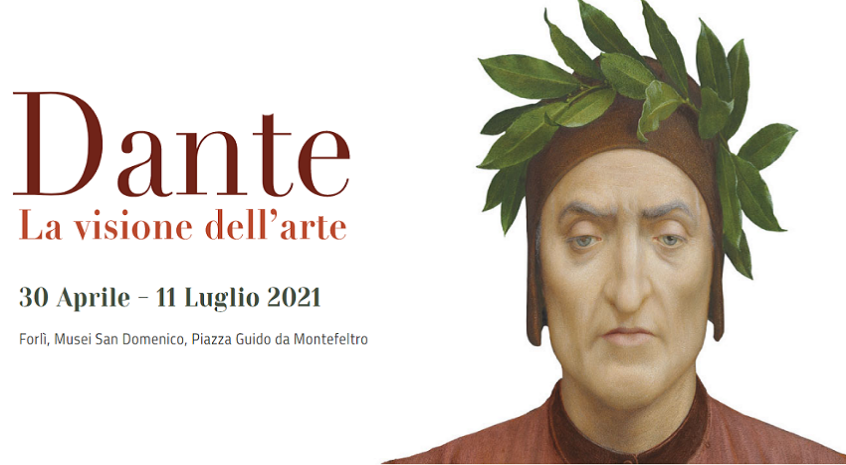 Dante
La visione dell’arte
30 Aprile - 11 Luglio 2021
Forlì, Musei San Domenico, Piazza Guido da Montefeltro